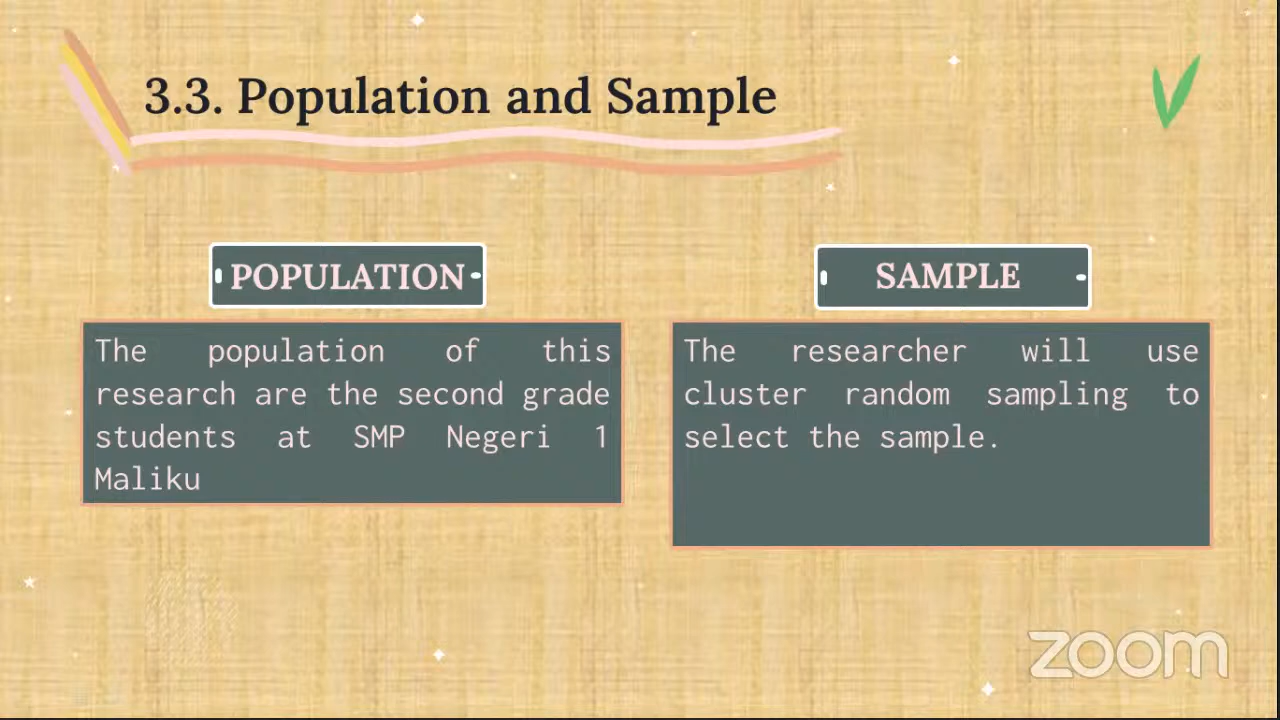 3.3. Population and Sample
POPULATION
The population of this
research are the second grade
students at SMP Negeri 1
Maliku
SAMPLE
The researcher will use
cluster random sampling to
select the sample.
zoom